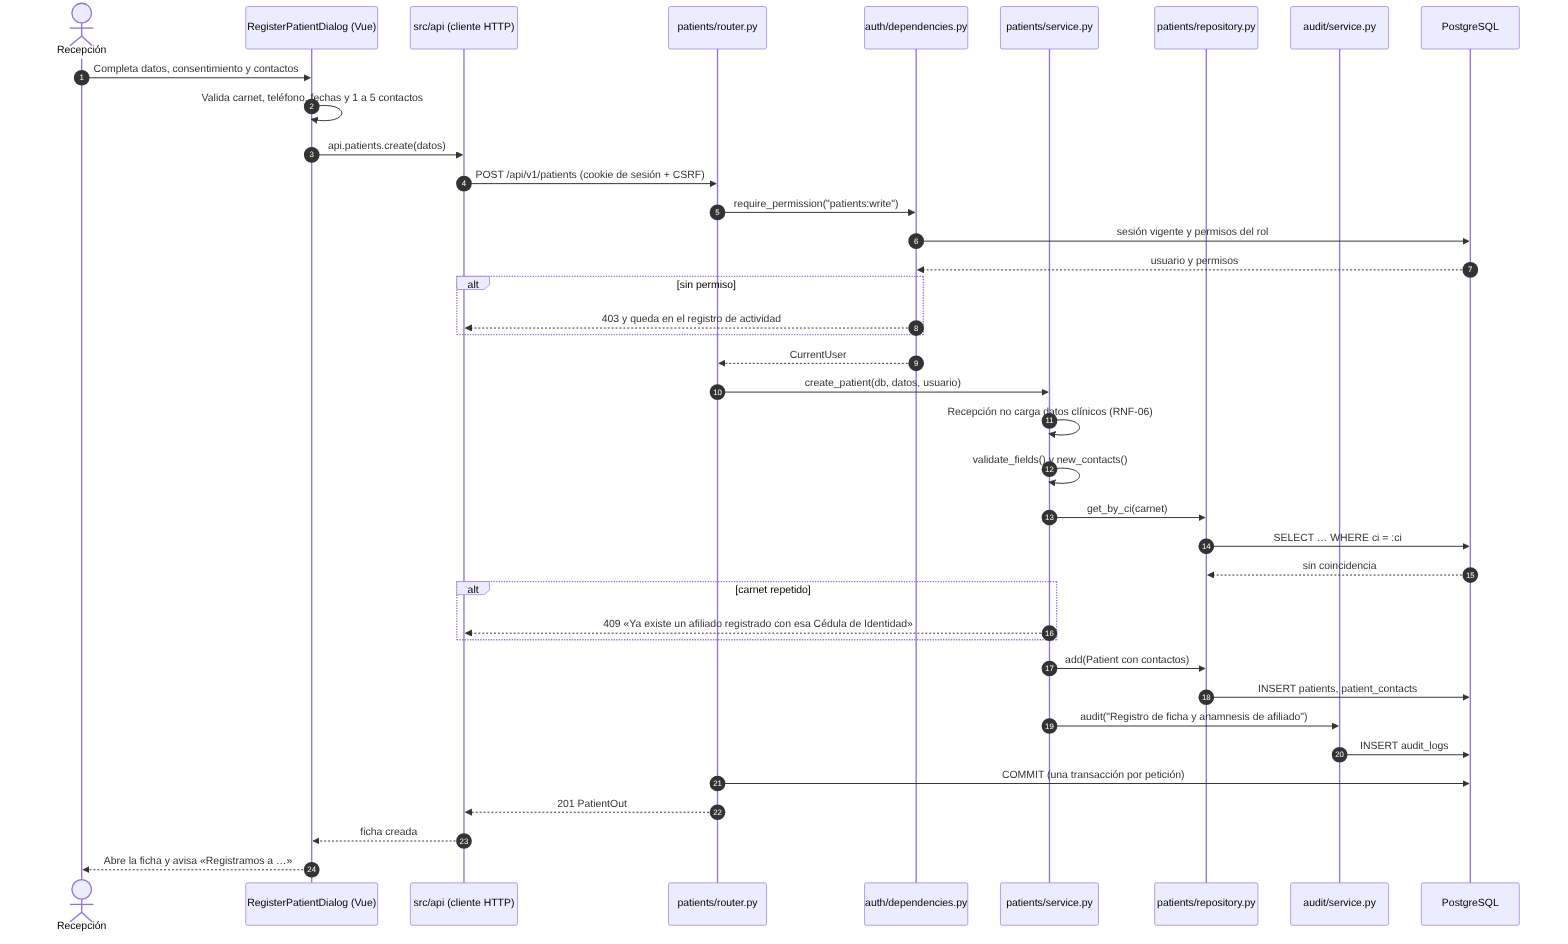 Recepción
RegisterPatientDialog (Vue)
src/api (cliente HTTP)
patients/router.py
auth/dependencies.py
patients/service.py
patients/repository.py
audit/service.py
PostgreSQL
1
Completa datos, consentimiento y contactos
2
Valida carnet, teléfono, fechas y 1 a 5 contactos
3
api.patients.create(datos)
4
POST /api/v1/patients (cookie de sesión + CSRF)
5
require_permission("patients:write")
6
sesión vigente y permisos del rol
7
usuario y permisos
alt
[sin permiso]
8
403 y queda en el registro de actividad
9
CurrentUser
10
create_patient(db, datos, usuario)
11
Recepción no carga datos clínicos (RNF-06)
12
validate_fields() y new_contacts()
13
get_by_ci(carnet)
14
SELECT … WHERE ci = :ci
15
sin coincidencia
alt
[carnet repetido]
16
409 «Ya existe un afiliado registrado con esa Cédula de Identidad»
17
add(Patient con contactos)
18
INSERT patients, patient_contacts
19
audit("Registro de ficha y anamnesis de afiliado")
20
INSERT audit_logs
21
COMMIT (una transacción por petición)
22
201 PatientOut
23
ficha creada
24
Abre la ficha y avisa «Registramos a …»
Recepción
RegisterPatientDialog (Vue)
src/api (cliente HTTP)
patients/router.py
auth/dependencies.py
patients/service.py
patients/repository.py
audit/service.py
PostgreSQL